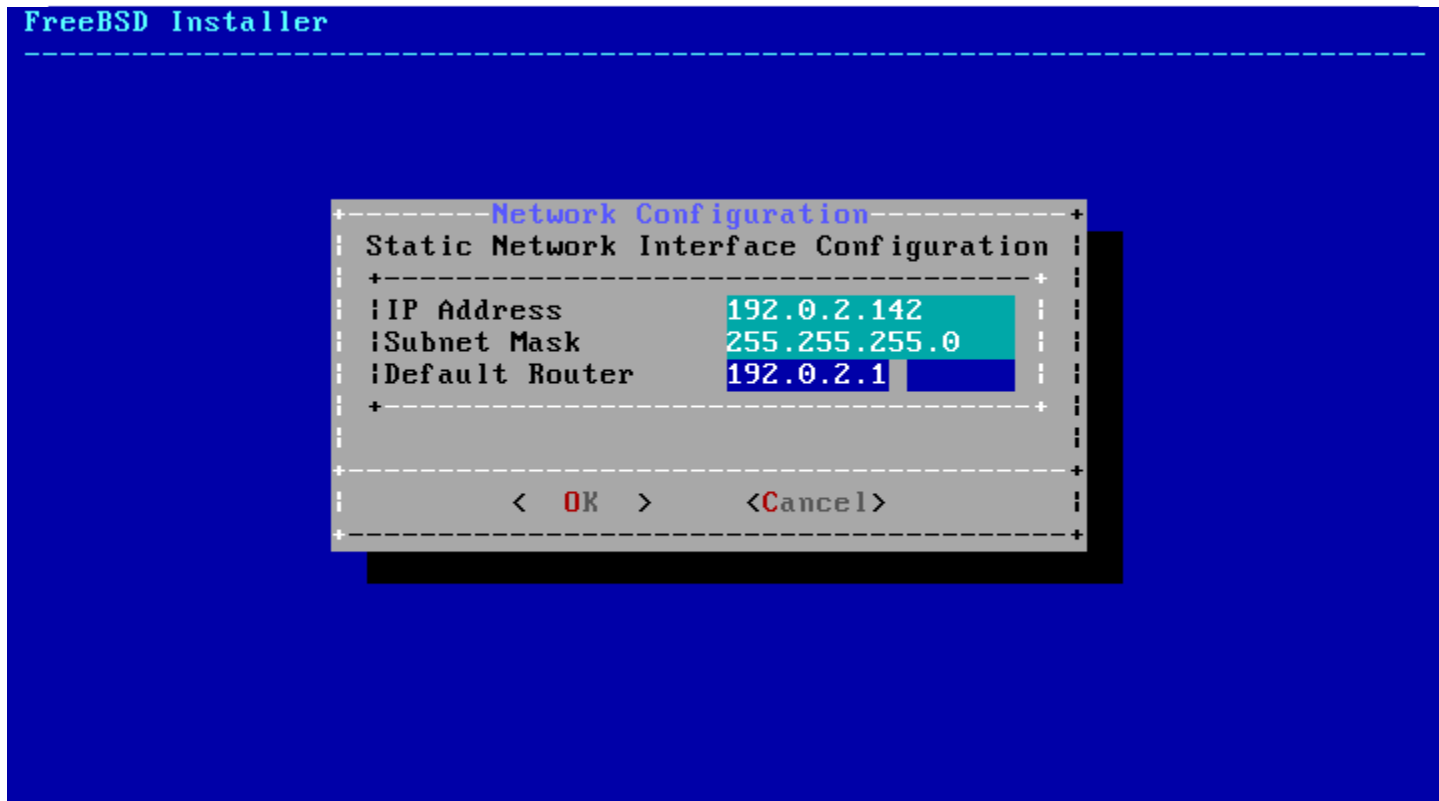 FreeBSD Installer
Network Configuration
Static Network Interface Configuration
IP Address 192.0.2.142
Subnet Mask 255.255.255.0
Default Router 192.0.2.1
< OK > <Cancel>